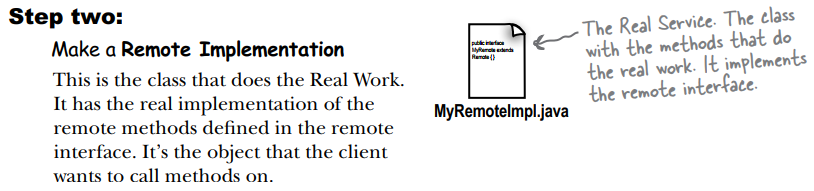 Step two:
Make a Remote Implementation
This is the class that does the Real Work.
It has the real implementation of the
remote methods defined in the remote
interface. It's the object that the client
wants to call methods on.
public interface
MyRemote extends
Remote { }
MyRemoteImpl.java
The Real Service. The class
with the methods that do
the real work. It implements
the remote interface.